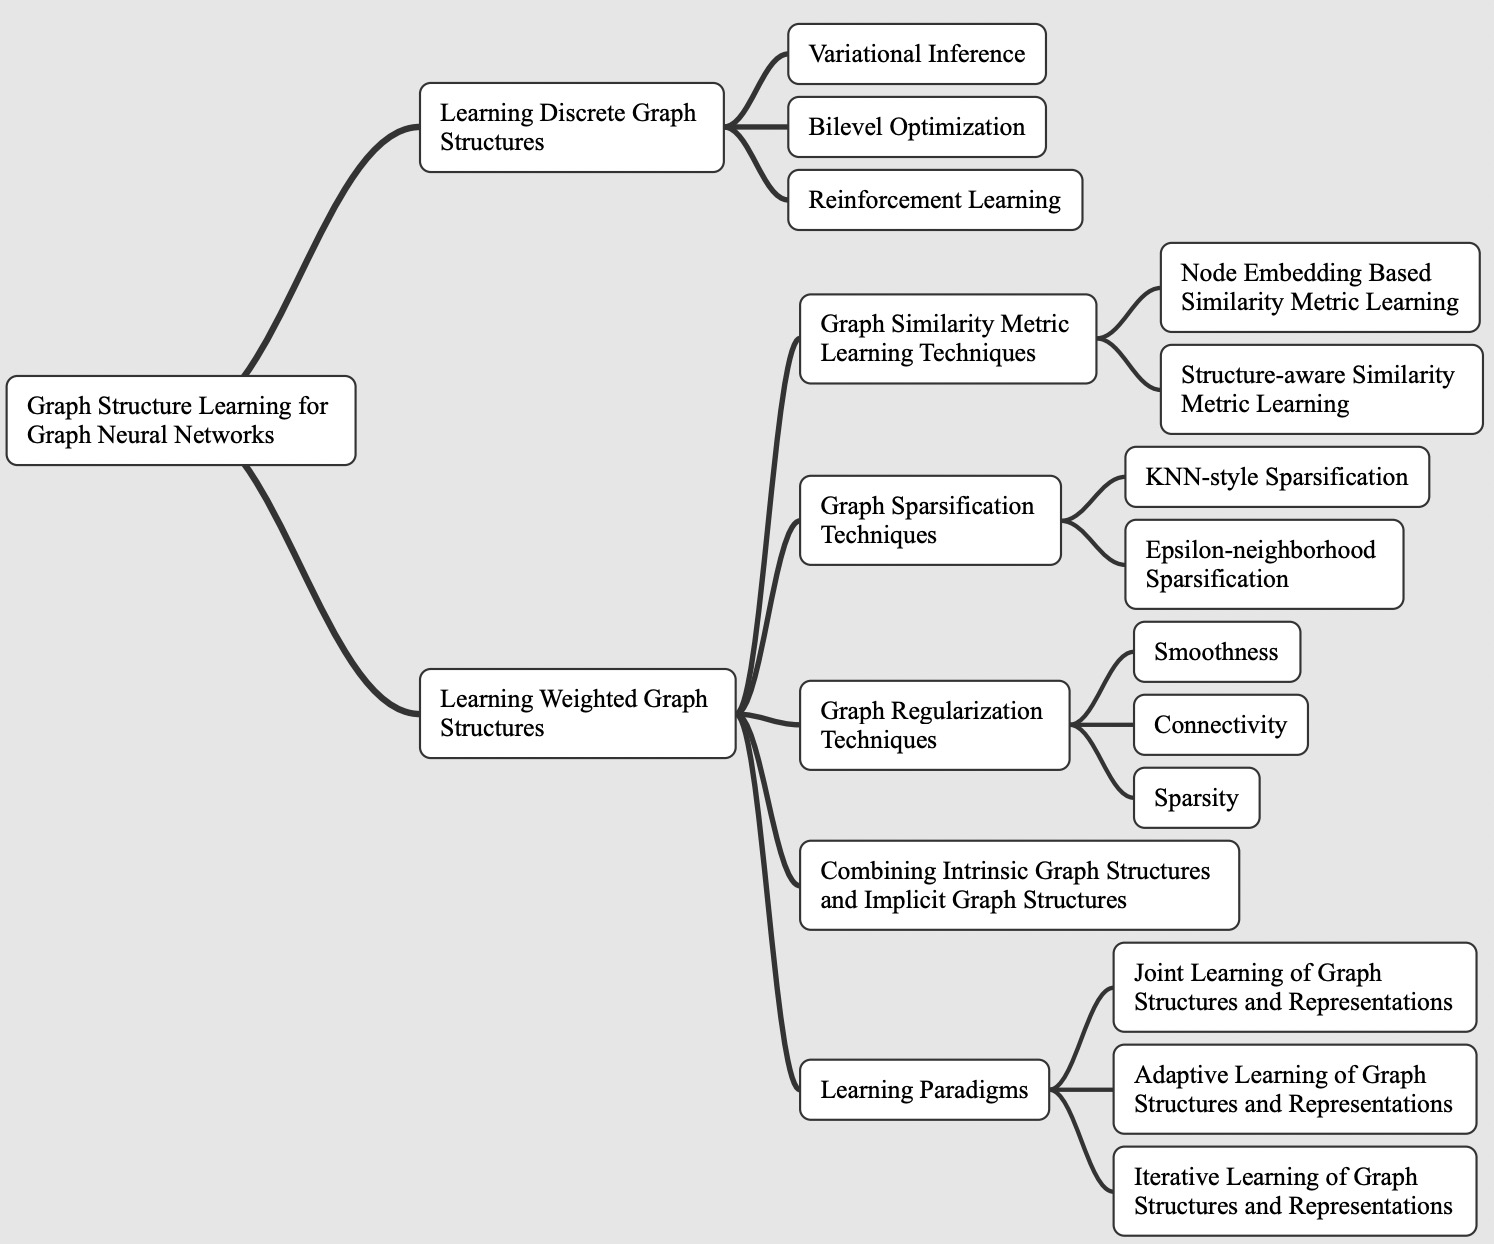 Graph Structure Learning for
Graph Neural Networks
Learning Discrete Graph
Structures
Variational Inference
Bilevel Optimization
Reinforcement Learning
Learning Weighted Graph
Structures
Graph Similarity Metric
Learning Techniques
Node Embedding Based
Similarity Metric Learning
Structure-aware Similarity
Metric Learning
Graph Sparsification
Techniques
KNN-style Sparsification
Epsilon-neighborhood
Sparsification
Graph Regularization
Techniques
Smoothness
Connectivity
Sparsity
Combining Intrinsic Graph Structures
and Implicit Graph Structures
Learning Paradigms
Joint Learning of Graph
Structures and Representations
Adaptive Learning of Graph
Structures and Representations
Iterative Learning of Graph
Structures and Representations